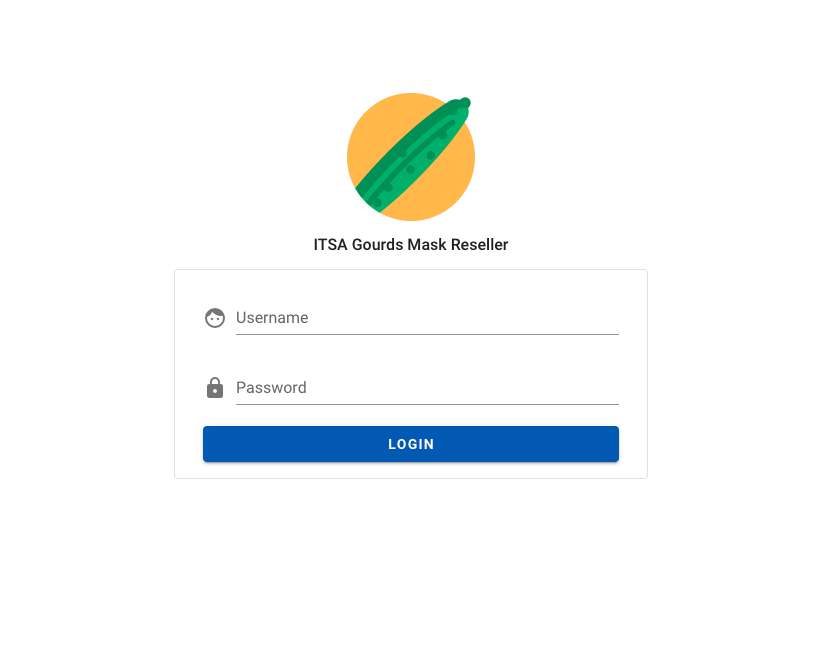 ITSA Gourds Mask Reseller
Username
Password
LOGIN